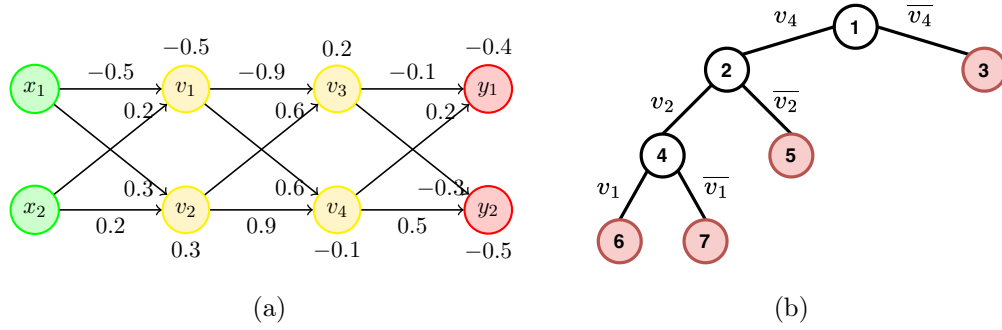 −0.5 0.2 −0.4
x₁ −0.5 v₁ −0.9 v₃ −0.1 y₁
0.2 0.6 0.2
0.3 0.6 −0.3
x₂ 0.2 v₂ 0.9 v₄ 0.5 y₂
0.3 −0.1 −0.5
(a)
v₄ 1 v̅₄
2 3
v₂ v̅₂
4 5
v₁ v̅₁
6 7
(b)